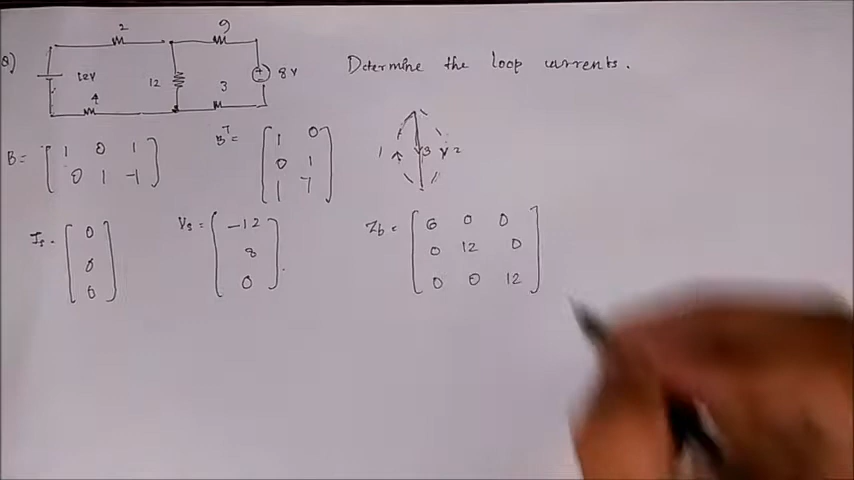 Q)
2
9
12V
12
3
+
8 V
4
Determine the loop currents.
B = [ 1 0 1
0 1 -1 ]
B^T = [ 1 0
0 1
1 7 ]
1 3 2
Is = [ 0
0
0 ]
Vs = [ -12
8
0 ]
Zb = [ 6 0 0
0 12 0
0 0 12 ]